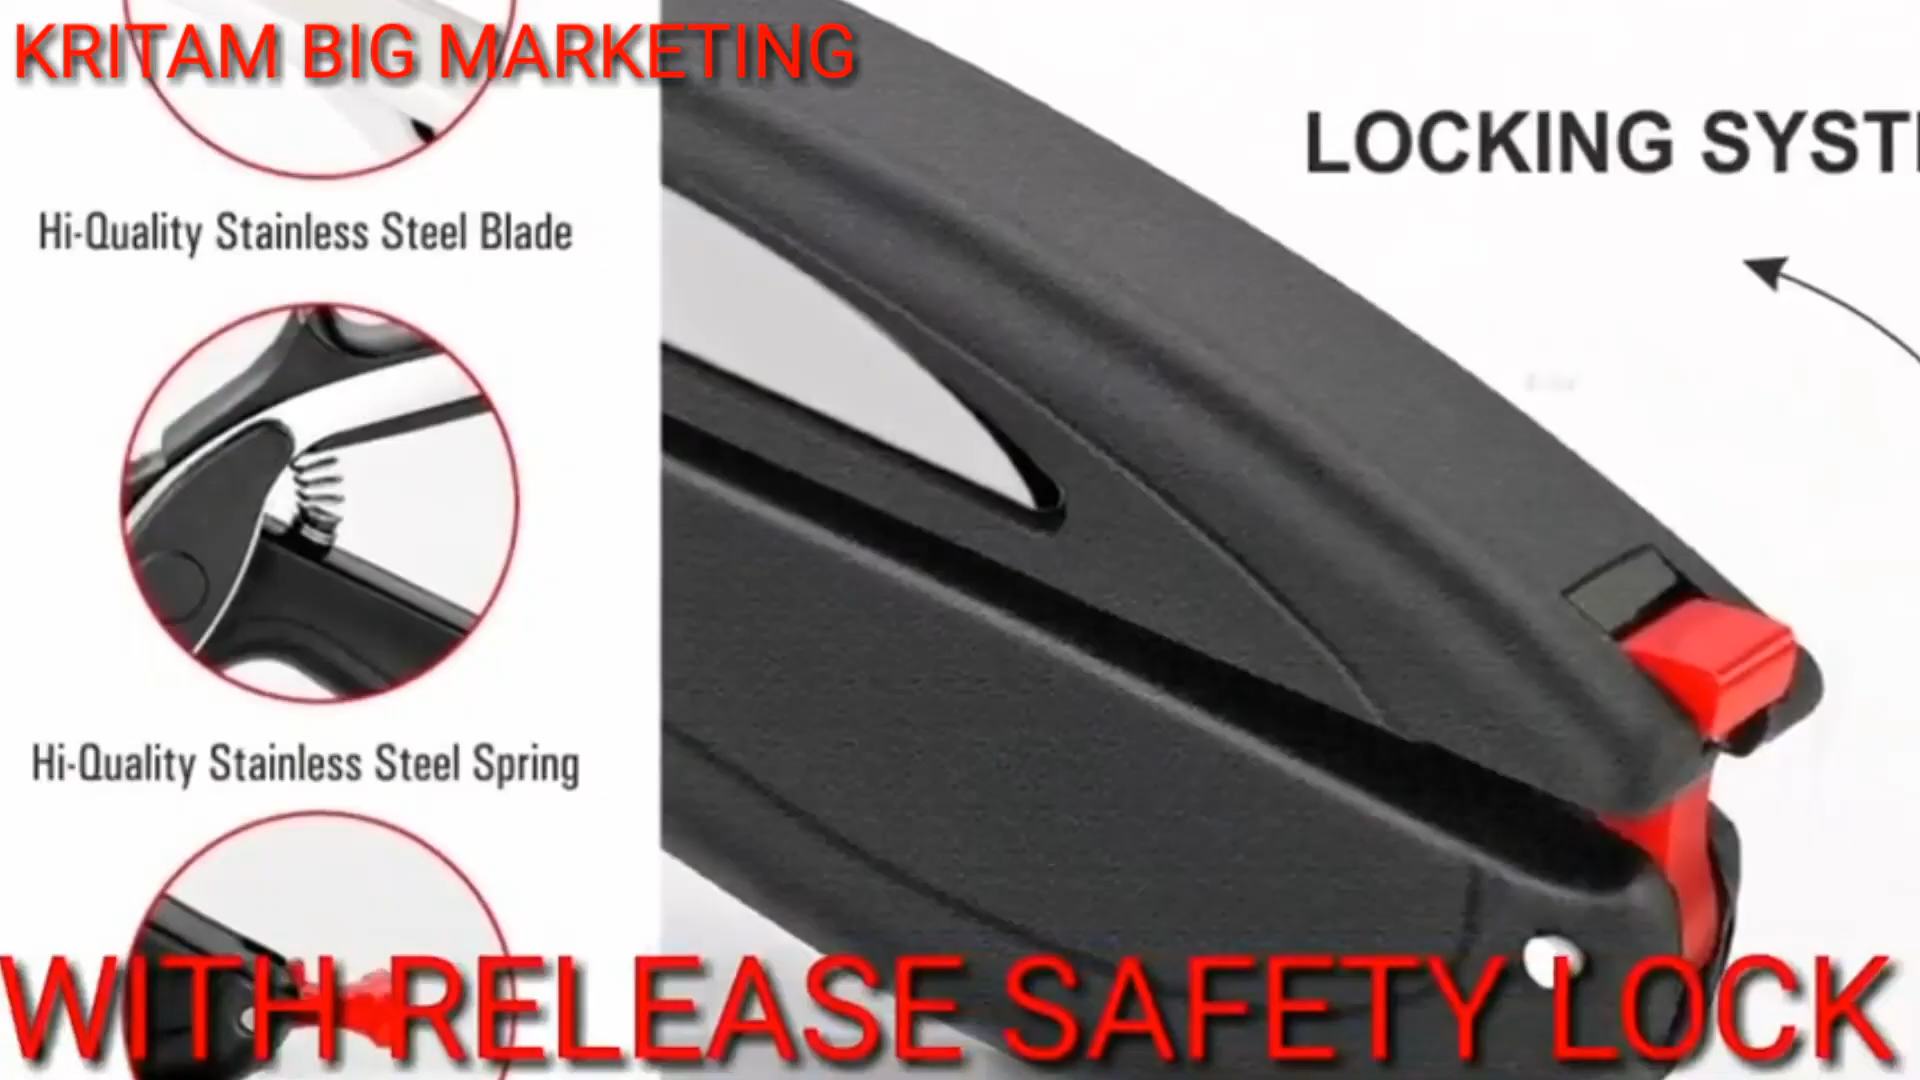 KRITAM BIG MARKETING
LOCKING SYST
Hi-Quality Stainless Steel Blade
Hi-Quality Stainless Steel Spring
WITH RELEASE SAFETY LOCK